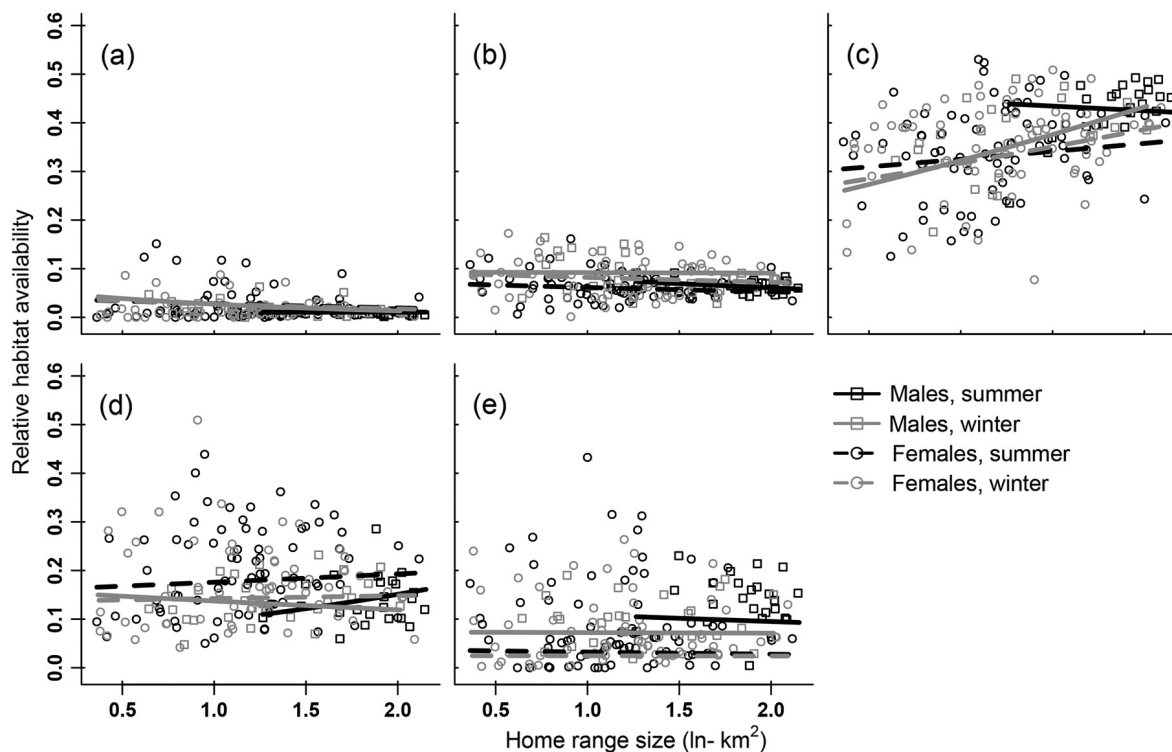 (a)
(b)
(c)
0.6
0.5
0.4
0.3
0.2
0.1
0.0
(d)
(e)
0.6
0.5
0.4
0.3
0.2
0.1
0.0
Relative habitat availability
Males, summer
Males, winter
Females, summer
Females, winter
0.5 1.0 1.5 2.0
0.5 1.0 1.5 2.0
Home range size (ln- km²)